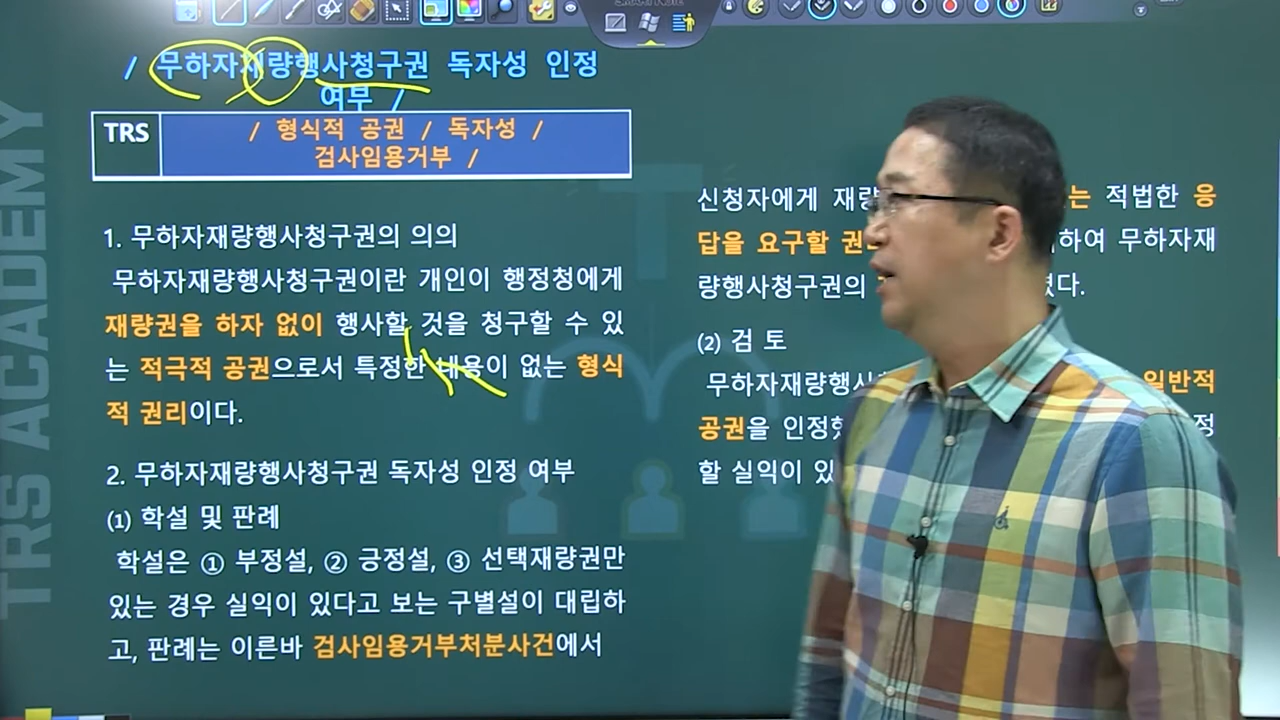 / 무하자재량행사청구권 독자성 인정
여부 /
TRS
/ 형식적 공권 / 독자성 /
검사임용거부 /
1. 무하자재량행사청구권의 의의
무하자재량행사청구권이란 개인이 행정청에게
재량권을 하자 없이 행사할 것을 청구할 수 있
는 적극적 공권으로서 특정한 내용이 없는 형식
적 권리이다.
2. 무하자재량행사청구권 독자성 인정 여부
(1) 학설 및 판례
학설은 ① 부정설, ② 긍정설, ③ 선택재량권만
있는 경우 실익이 있다고 보는 구별설이 대립하
고, 판례는 이른바 검사임용거부처분사건에서
신청자에게 는 적법한 응
답을 요구할 하여 무하자재
량행사청구권의
(2) 검 토
일반적
공권을 정
할 실익이
TRS ACADEMY